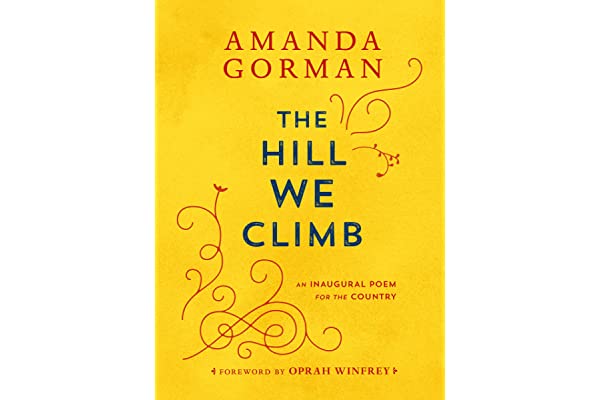 AMANDA
GORMAN
THE
HILL
WE
CLIMB
AN INAUGURAL POEM
FOR THE COUNTRY
FOREWORD BY OPRAH WINFREY